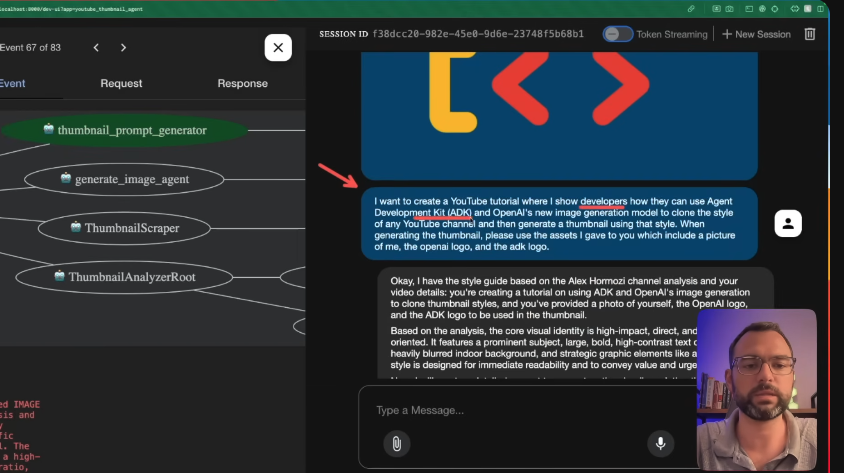 localhost:8000/dev-ui?app=youtube_thumbnail_agent
Event 67 of 83
Event
Request
Response
thumbnail_prompt_generator
generate_image_agent
ThumbnailScraper
ThumbnailAnalyzerRoot
ed IMAGE
sis and
y
fic
l. The
a high-
ratio,
SESSION ID f38dcc20-982e-45e0-9d6e-23748f5b68b1
Token Streaming
+ New Session
I want to create a YouTube tutorial where I show developers how they can use Agent
Development Kit (ADK) and OpenAI's new image generation model to clone the style
of any YouTube channel and then generate a thumbnail using that style. When
generating the thumbnail, please use the assets I gave to you which include a picture
of me, the openai logo, and the adk logo.
Okay, I have the style guide based on the Alex Hormozi channel analysis and your
video details: you're creating a tutorial on using ADK and OpenAI's image generation
to clone thumbnail styles, and you've provided a photo of yourself, the OpenAI logo,
and the ADK logo to be used in the thumbnail.
Based on the analysis, the core visual identity is high-impact, direct, and
oriented. It features a prominent subject, large, bold, high-contrast text
heavily blurred indoor background, and strategic graphic elements like a
style is designed for immediate readability and to convey value and
Type a Message...